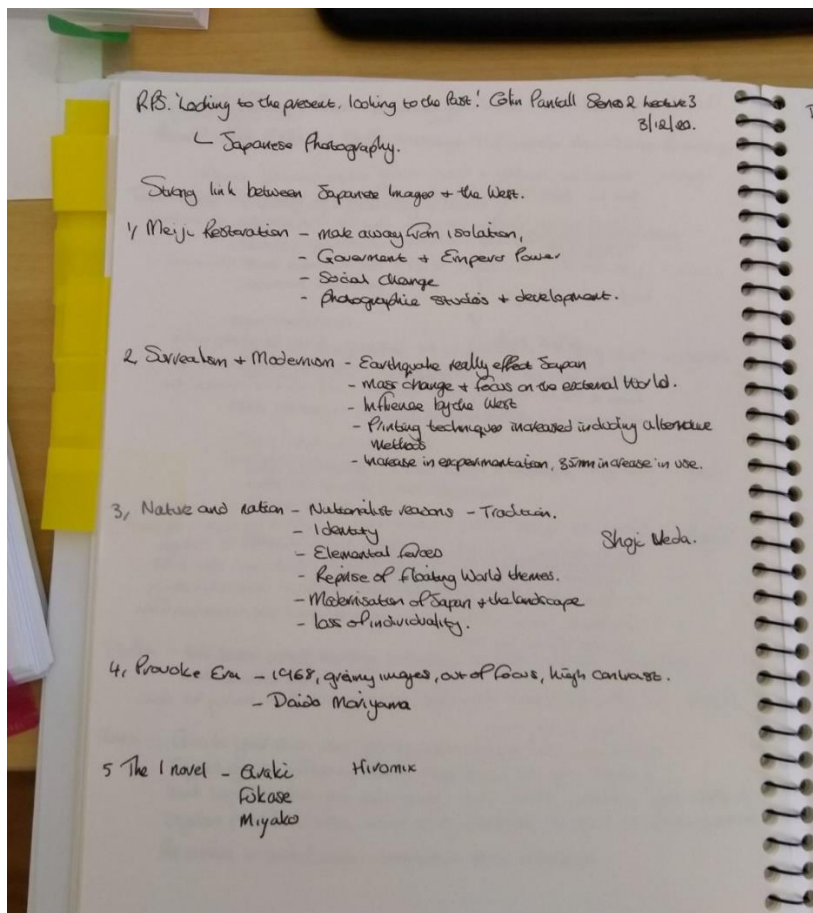 RPS. 'Looking to the present, looking to the Past'. Colin Pantall Series 2 Lecture 3
3/12/20.
↳ Japanese Photography.
Strong link between Japanese Images + the West.
1/ Meiji Restoration - make away from isolation,
- Goverment + Emperor Power
- Social Change
- Photographic studios + development.
2, Surrealism + Modernism - Earthquake really effect Japan
- Mass change + focus on the external World.
- Influence by the West
- Printing techniques increased including alternative
methods
- Increase in experimentation, 35mm increase in use.
3, Nature and nation - Nationalist reasons - Tradition.
- Identity
- Elemental forces
Shoji Ueda.
- Reprise of Floating World themes.
- Modernisation of Japan + the landscape
- Loss of individuality.
4, Provoke Era - 1968, grainy images, out of focus, high contrast.
- Daido Moriyama
5 The I novel - Araki Hiromix
Fukase
Miyako